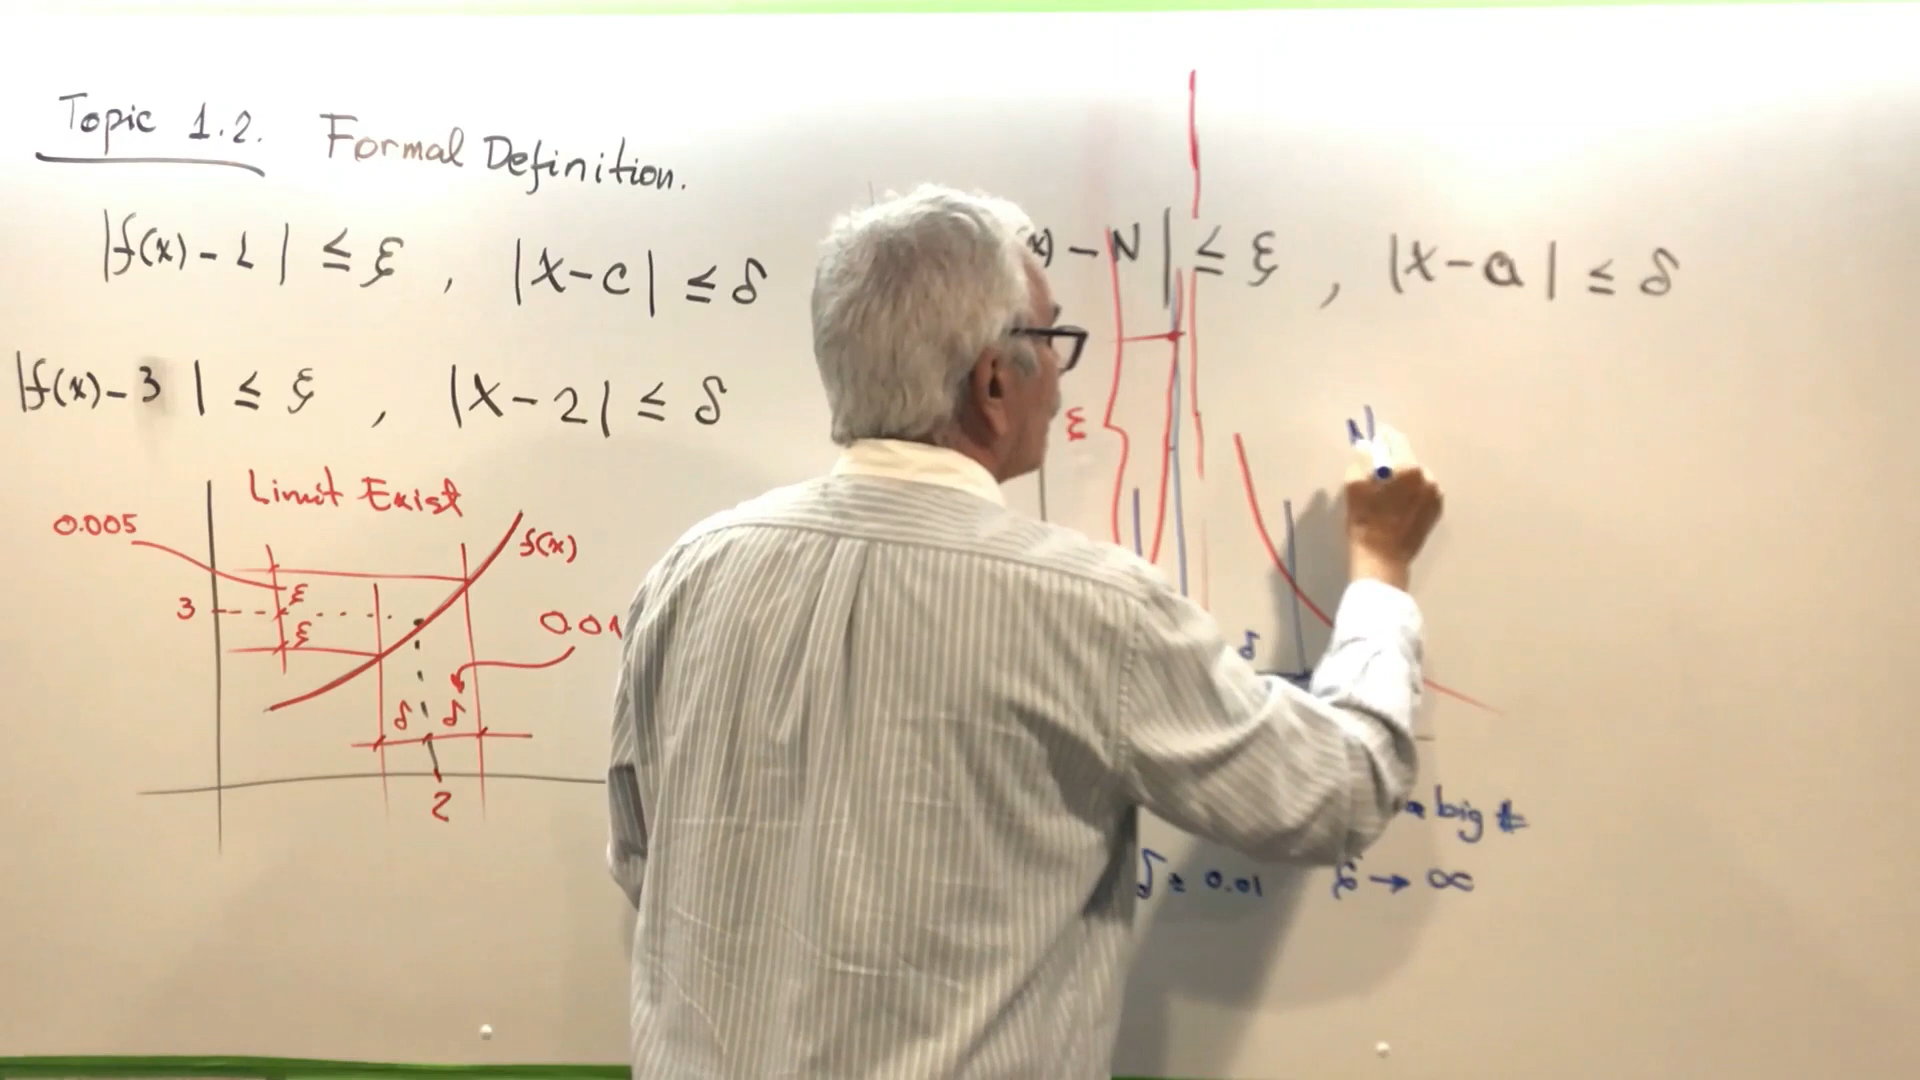 Topic 1.2. Formal Definition.
|f(x) - L| ≤ ξ , |x - c| ≤ δ
|f(x) - 3| ≤ ξ , |x - 2| ≤ δ
Limit Exist
0.005
f(x)
ξ
3
ξ
0.01
δ δ
2
x) - N| ≤ ξ , |x - a| ≤ δ
ξ
N
δ
a big #
δ = 0.01 ξ → ∞